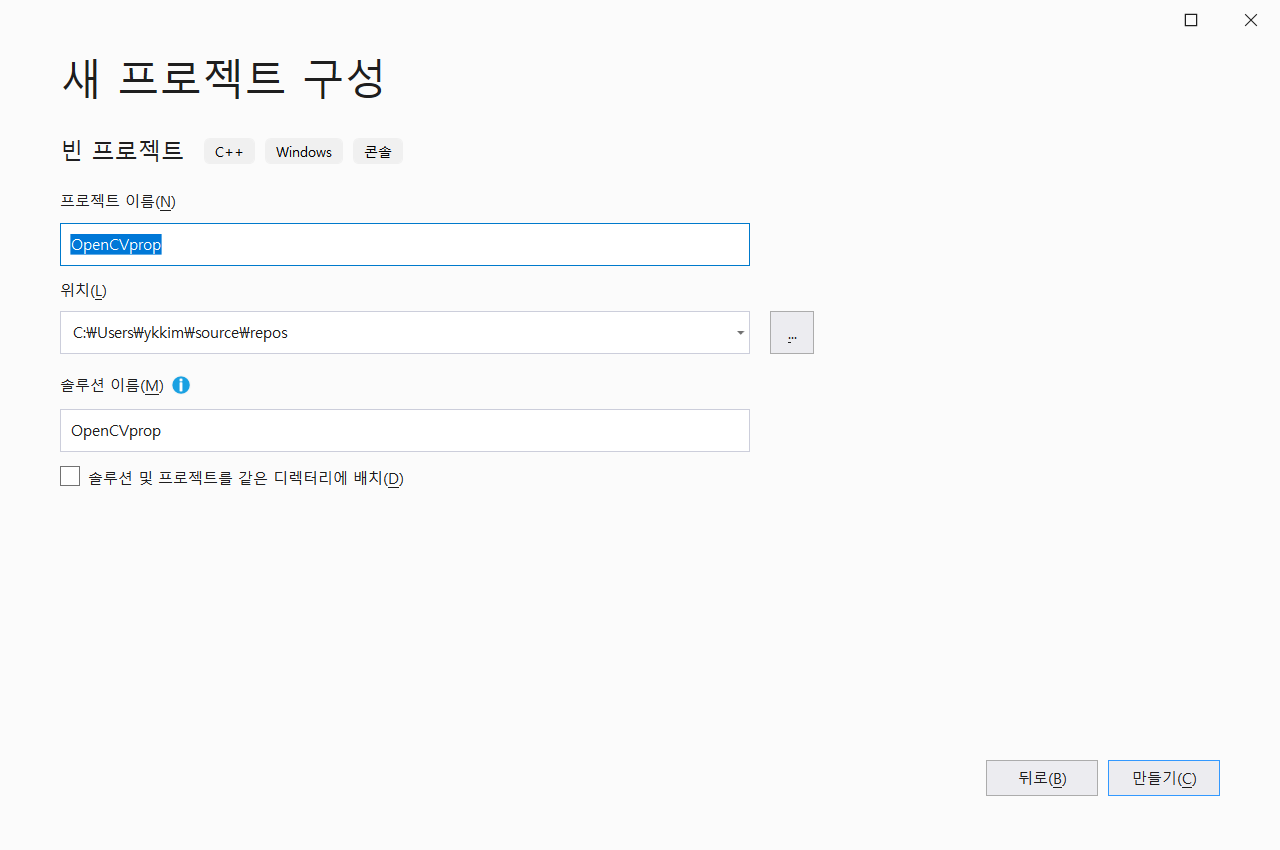 새 프로젝트 구성
빈 프로젝트 C++ Windows 콘솔
프로젝트 이름(N)
OpenCVprop
위치(L)
C:₩Users₩ykkim₩source₩repos
...
솔루션 이름(M)
OpenCVprop
솔루션 및 프로젝트를 같은 디렉터리에 배치(D)
뒤로(B) 만들기(C)